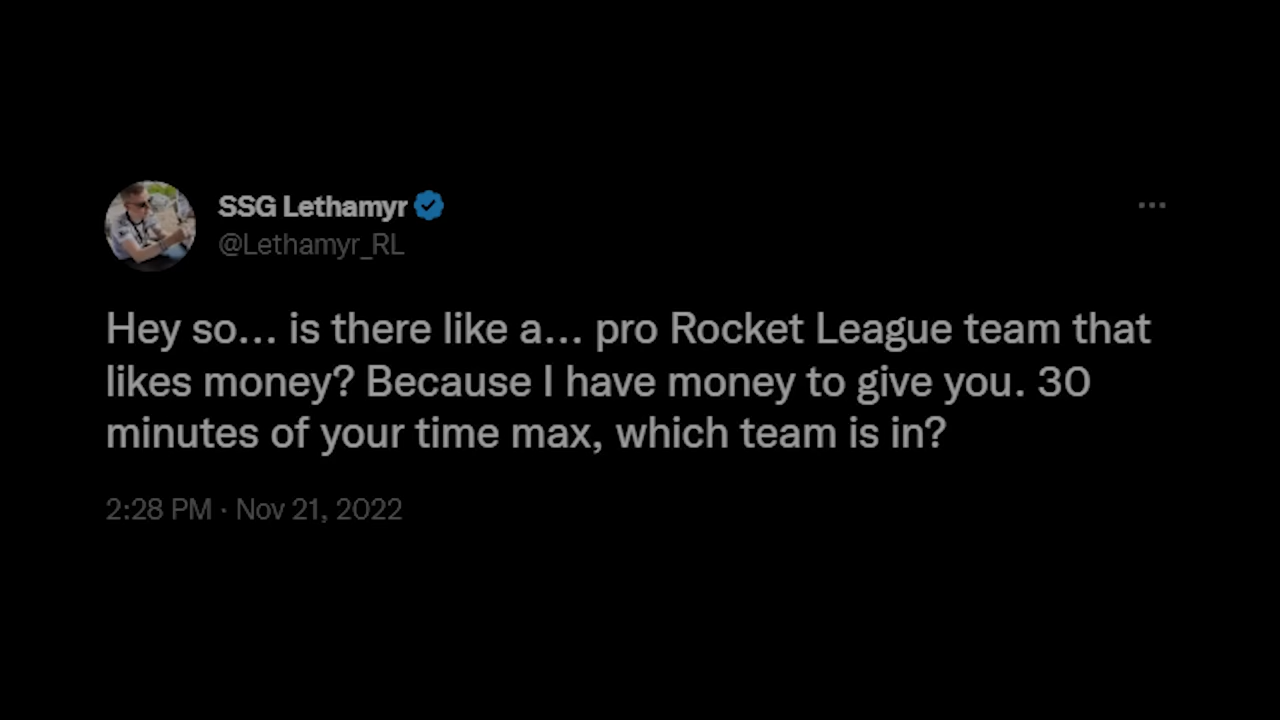 SSG Lethamyr
@Lethamyr_RL
Hey so... is there like a... pro Rocket League team that
likes money? Because I have money to give you. 30
minutes of your time max, which team is in?
2:28 PM · Nov 21, 2022